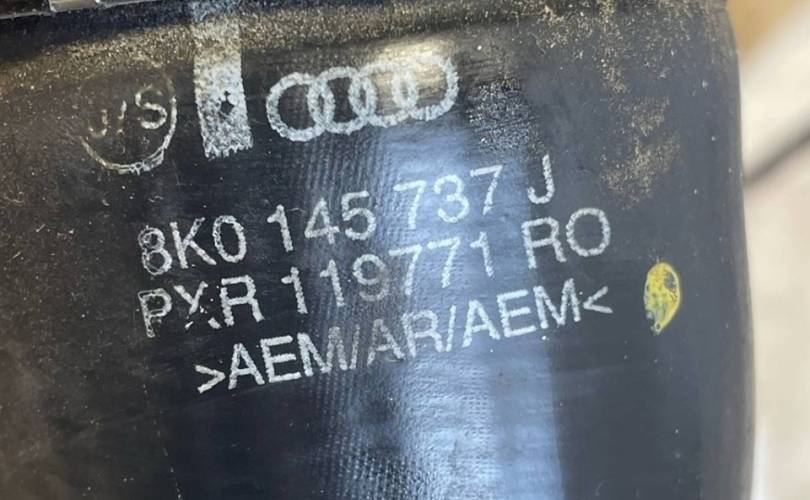 8K0 145 737 J
PXR 119771 RO
>AEM/AR/AEM<